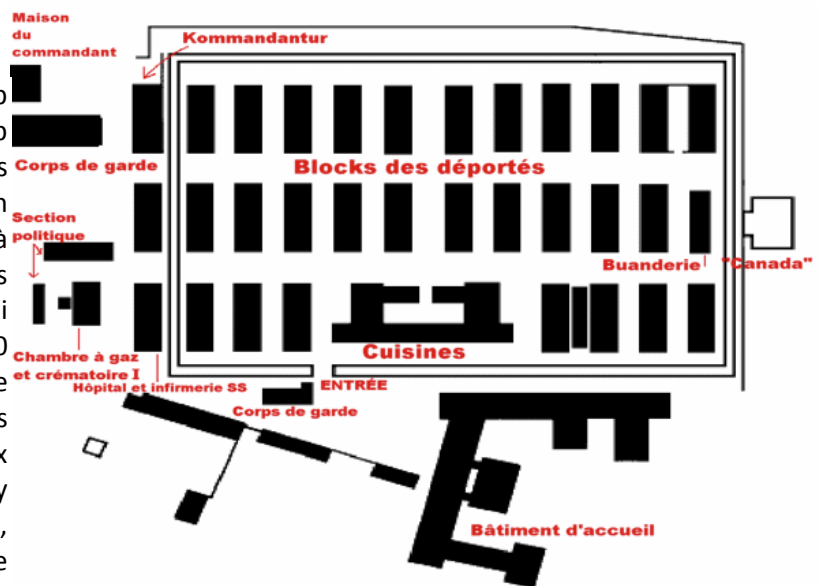 Maison
du
commandant
Kommandantur
Corps de garde
Blocks des déportés
Section
politique
Buanderie
"Canada"
Chambre à gaz
et crématoire I
Hôpital et infirmerie SS
Cuisines
ENTRÉE
Corps de garde
Bâtiment d'accueil